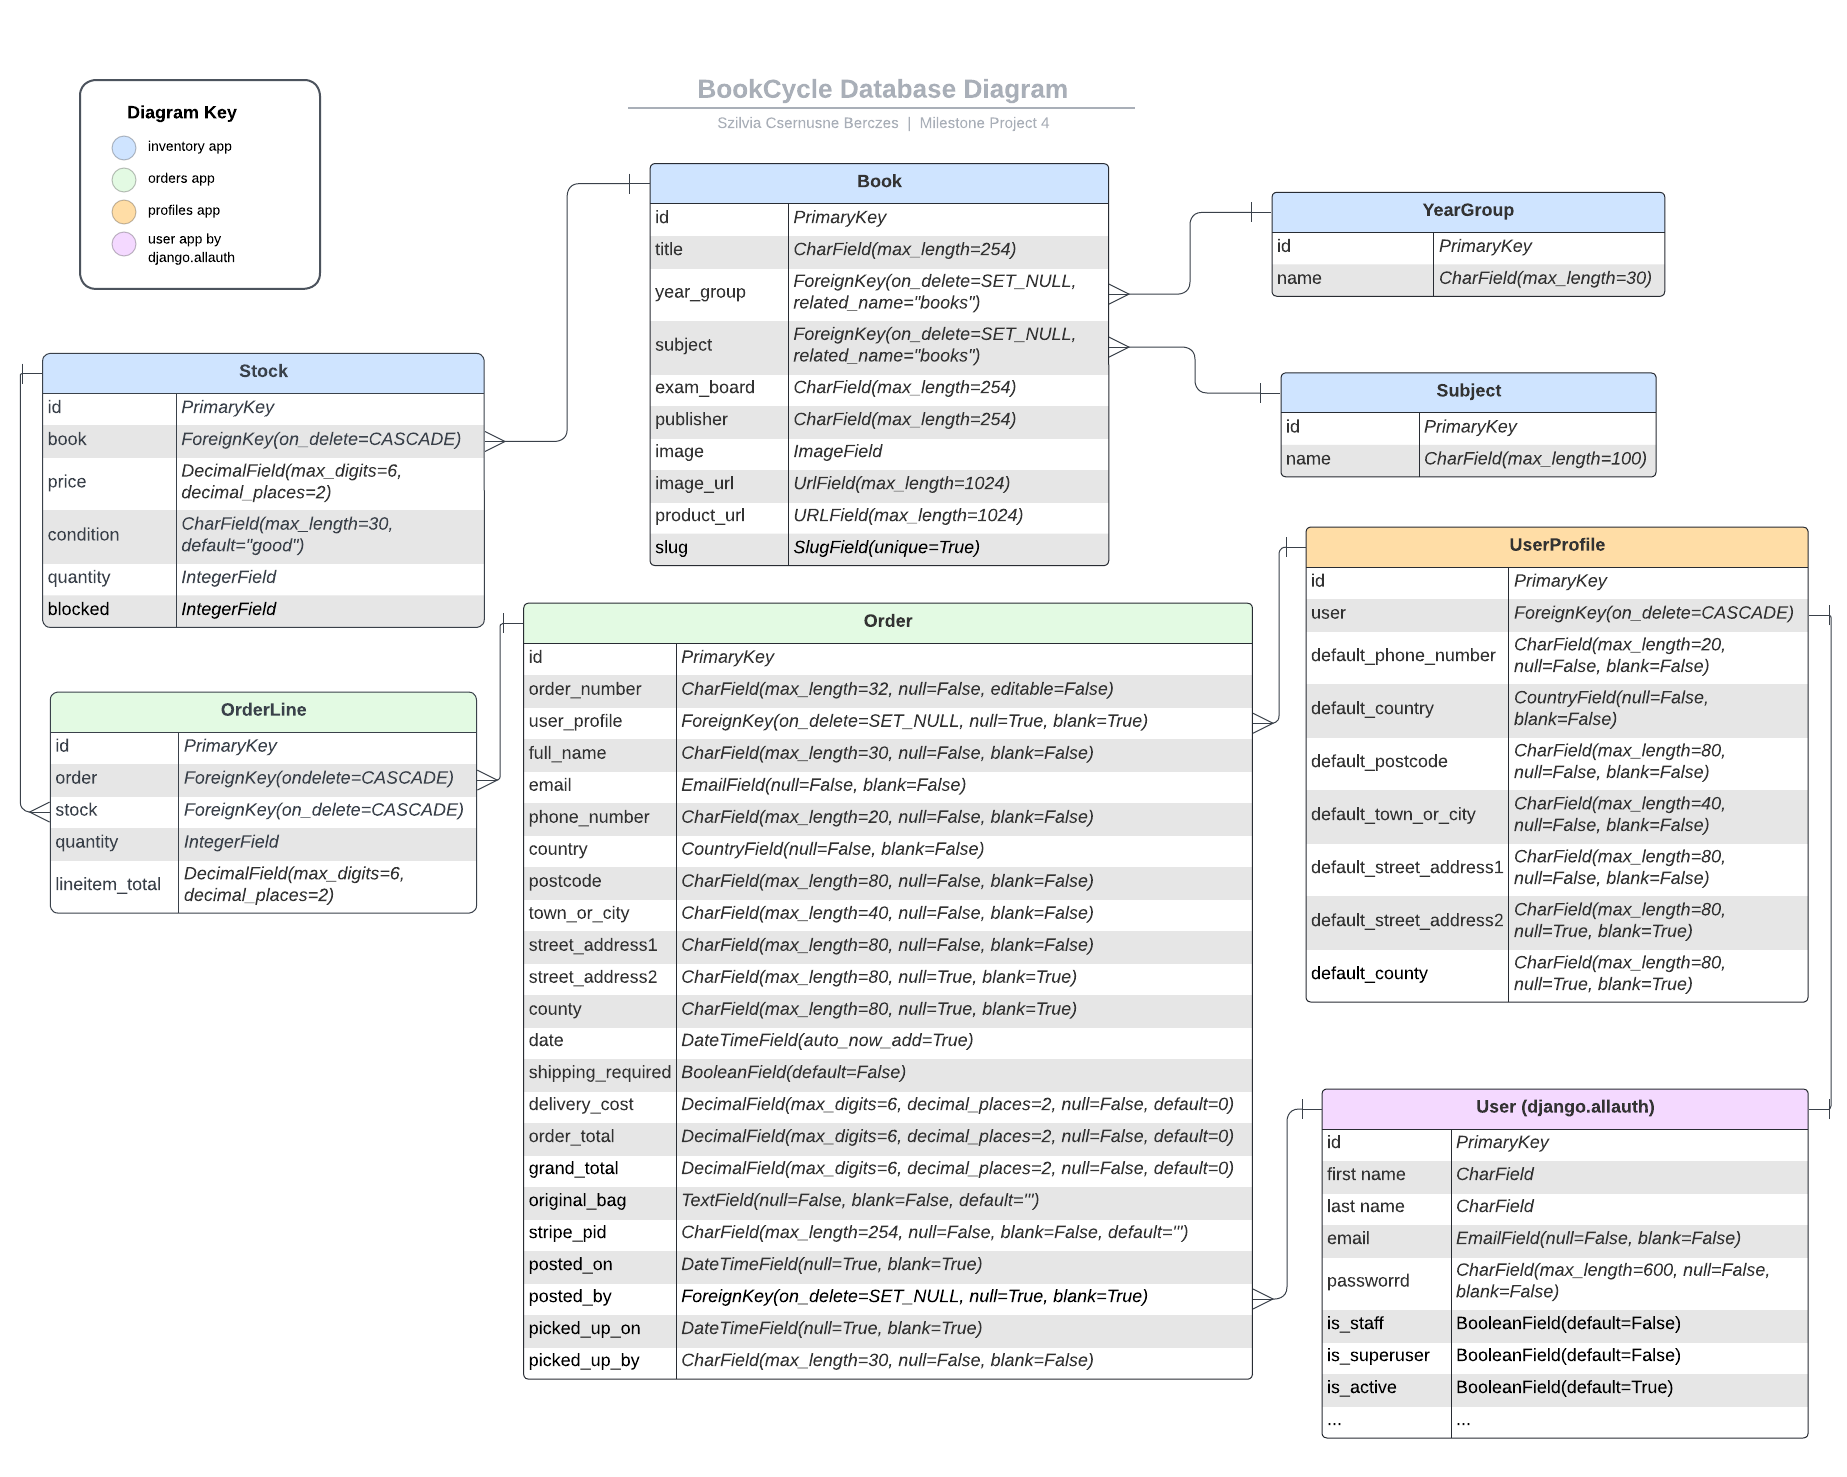 BookCycle Database Diagram
Szilvia Csernusne Berczes | Milestone Project 4
Diagram Key
inventory app
orders app
profiles app
user app by
django.allauth
Book
id PrimaryKey
title CharField(max_length=254)
year_group ForeignKey(on_delete=SET_NULL,
related_name="books")
subject ForeignKey(on_delete=SET_NULL,
related_name="books")
exam_board CharField(max_length=254)
publisher CharField(max_length=254)
image ImageField
image_url UrlField(max_length=1024)
product_url URLField(max_length=1024)
slug SlugField(unique=True)
YearGroup
id PrimaryKey
name CharField(max_length=30)
Subject
id PrimaryKey
name CharField(max_length=100)
Stock
id PrimaryKey
book ForeignKey(on_delete=CASCADE)
price DecimalField(max_digits=6,
decimal_places=2)
condition CharField(max_length=30,
default="good")
quantity IntegerField
blocked IntegerField
OrderLine
id PrimaryKey
order ForeignKey(ondelete=CASCADE)
stock ForeignKey(on_delete=CASCADE)
quantity IntegerField
lineitem_total DecimalField(max_digits=6,
decimal_places=2)
Order
id PrimaryKey
order_number CharField(max_length=32, null=False, editable=False)
user_profile ForeignKey(on_delete=SET_NULL, null=True, blank=True)
full_name CharField(max_length=30, null=False, blank=False)
email EmailField(null=False, blank=False)
phone_number CharField(max_length=20, null=False, blank=False)
country CountryField(null=False, blank=False)
postcode CharField(max_length=80, null=False, blank=False)
town_or_city CharField(max_length=40, null=False, blank=False)
street_address1 CharField(max_length=80, null=False, blank=False)
street_address2 CharField(max_length=80, null=True, blank=True)
county CharField(max_length=80, null=True, blank=True)
date DateTimeField(auto_now_add=True)
shipping_required BooleanField(default=False)
delivery_cost DecimalField(max_digits=6, decimal_places=2, null=False, default=0)
order_total DecimalField(max_digits=6, decimal_places=2, null=False, default=0)
grand_total DecimalField(max_digits=6, decimal_places=2, null=False, default=0)
original_bag TextField(null=False, blank=False, default='")
stripe_pid CharField(max_length=254, null=False, blank=False, default='")
posted_on DateTimeField(null=True, blank=True)
posted_by ForeignKey(on_delete=SET_NULL, null=True, blank=True)
picked_up_on DateTimeField(null=True, blank=True)
picked_up_by CharField(max_length=30, null=False, blank=False)
UserProfile
id PrimaryKey
user ForeignKey(on_delete=CASCADE)
default_phone_number CharField(max_length=20,
null=False, blank=False)
default_country CountryField(null=False,
blank=False)
default_postcode CharField(max_length=80,
null=False, blank=False)
default_town_or_city CharField(max_length=40,
null=False, blank=False)
default_street_address1 CharField(max_length=80,
null=False, blank=False)
default_street_address2 CharField(max_length=80,
null=True, blank=True)
default_county CharField(max_length=80,
null=True, blank=True)
User (django.allauth)
id PrimaryKey
first name CharField
last name CharField
email EmailField(null=False, blank=False)
passworrd CharField(max_length=600, null=False,
blank=False)
is_staff BooleanField(default=False)
is_superuser BooleanField(default=False)
is_active BooleanField(default=True)
... ...